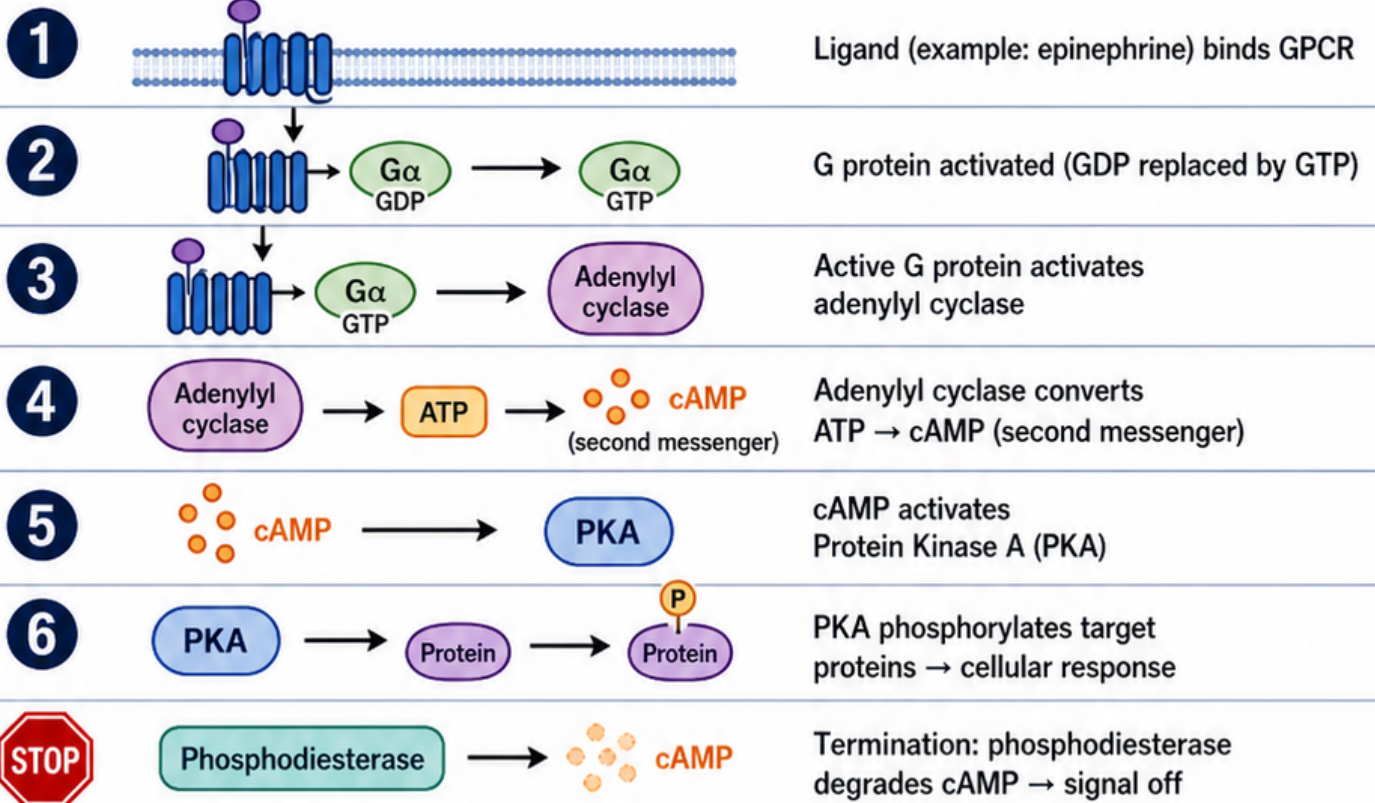 1
Ligand (example: epinephrine) binds GPCR
2
Gα
GDP
Gα
GTP
G protein activated (GDP replaced by GTP)
3
Gα
GTP
Adenylyl
cyclase
Active G protein activates
adenylyl cyclase
4
Adenylyl
cyclase
ATP
cAMP
(second messenger)
Adenylyl cyclase converts
ATP → cAMP (second messenger)
5
cAMP
PKA
cAMP activates
Protein Kinase A (PKA)
6
PKA
Protein
P
Protein
PKA phosphorylates target
proteins → cellular response
STOP
Phosphodiesterase
cAMP
Termination: phosphodiesterase
degrades cAMP → signal off